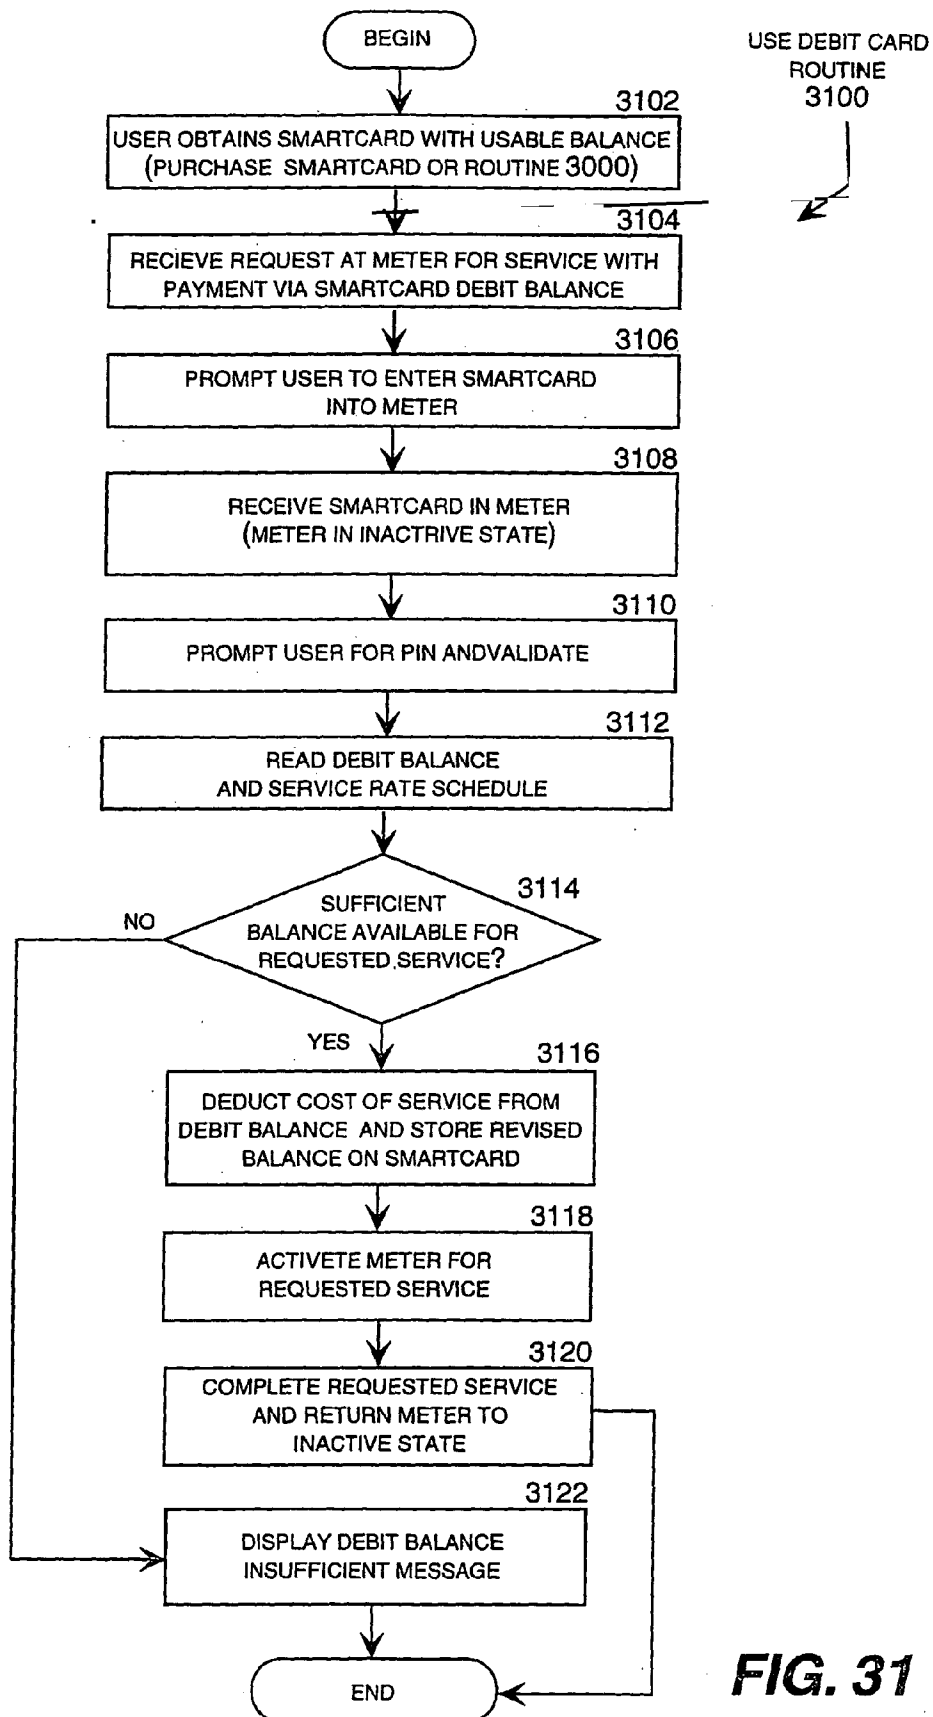 BEGIN
USE DEBIT CARD
ROUTINE
3100
3102
USER OBTAINS SMARTCARD WITH USABLE BALANCE
(PURCHASE SMARTCARD OR ROUTINE 3000)
3104
RECIEVE REQUEST AT METER FOR SERVICE WITH
PAYMENT VIA SMARTCARD DEBIT BALANCE
3106
PROMPT USER TO ENTER SMARTCARD
INTO METER
3108
RECEIVE SMARTCARD IN METER
(METER IN INACTRIVE STATE)
3110
PROMPT USER FOR PIN ANDVALIDATE
3112
READ DEBIT BALANCE
AND SERVICE RATE SCHEDULE
3114
SUFFICIENT
BALANCE AVAILABLE FOR
REQUESTED SERVICE?
NO
YES
3116
DEDUCT COST OF SERVICE FROM
DEBIT BALANCE AND STORE REVISED
BALANCE ON SMARTCARD
3118
ACTIVETE METER FOR
REQUESTED SERVICE
3120
COMPLETE REQUESTED SERVICE
AND RETURN METER TO
INACTIVE STATE
3122
DISPLAY DEBIT BALANCE
INSUFFICIENT MESSAGE
END
FIG. 31